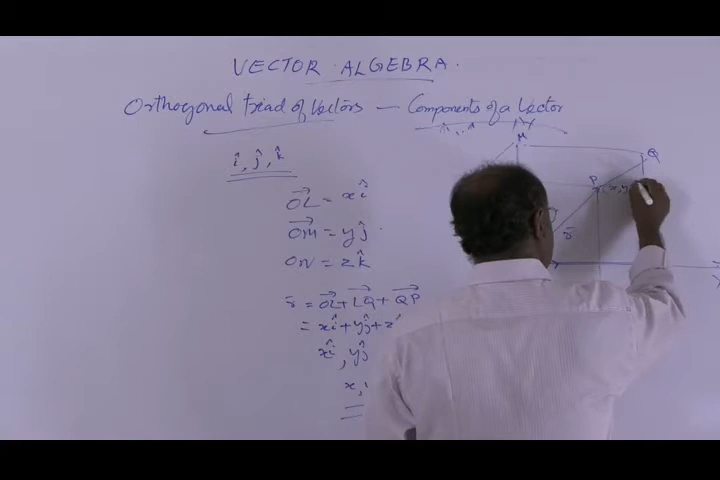 VECTOR ALGEBRA.
Orthogonal triad of Vectors — Components of a Vector
î, ĵ, k̂
OL⃗ = xî
OM⃗ = yĵ.
ON = zk̂
r̄ = OL⃗ + LQ⃗ + QP⃗
= xî + yĵ + z
xî, yĵ
x,
M
Q
P
(x, y
r̄